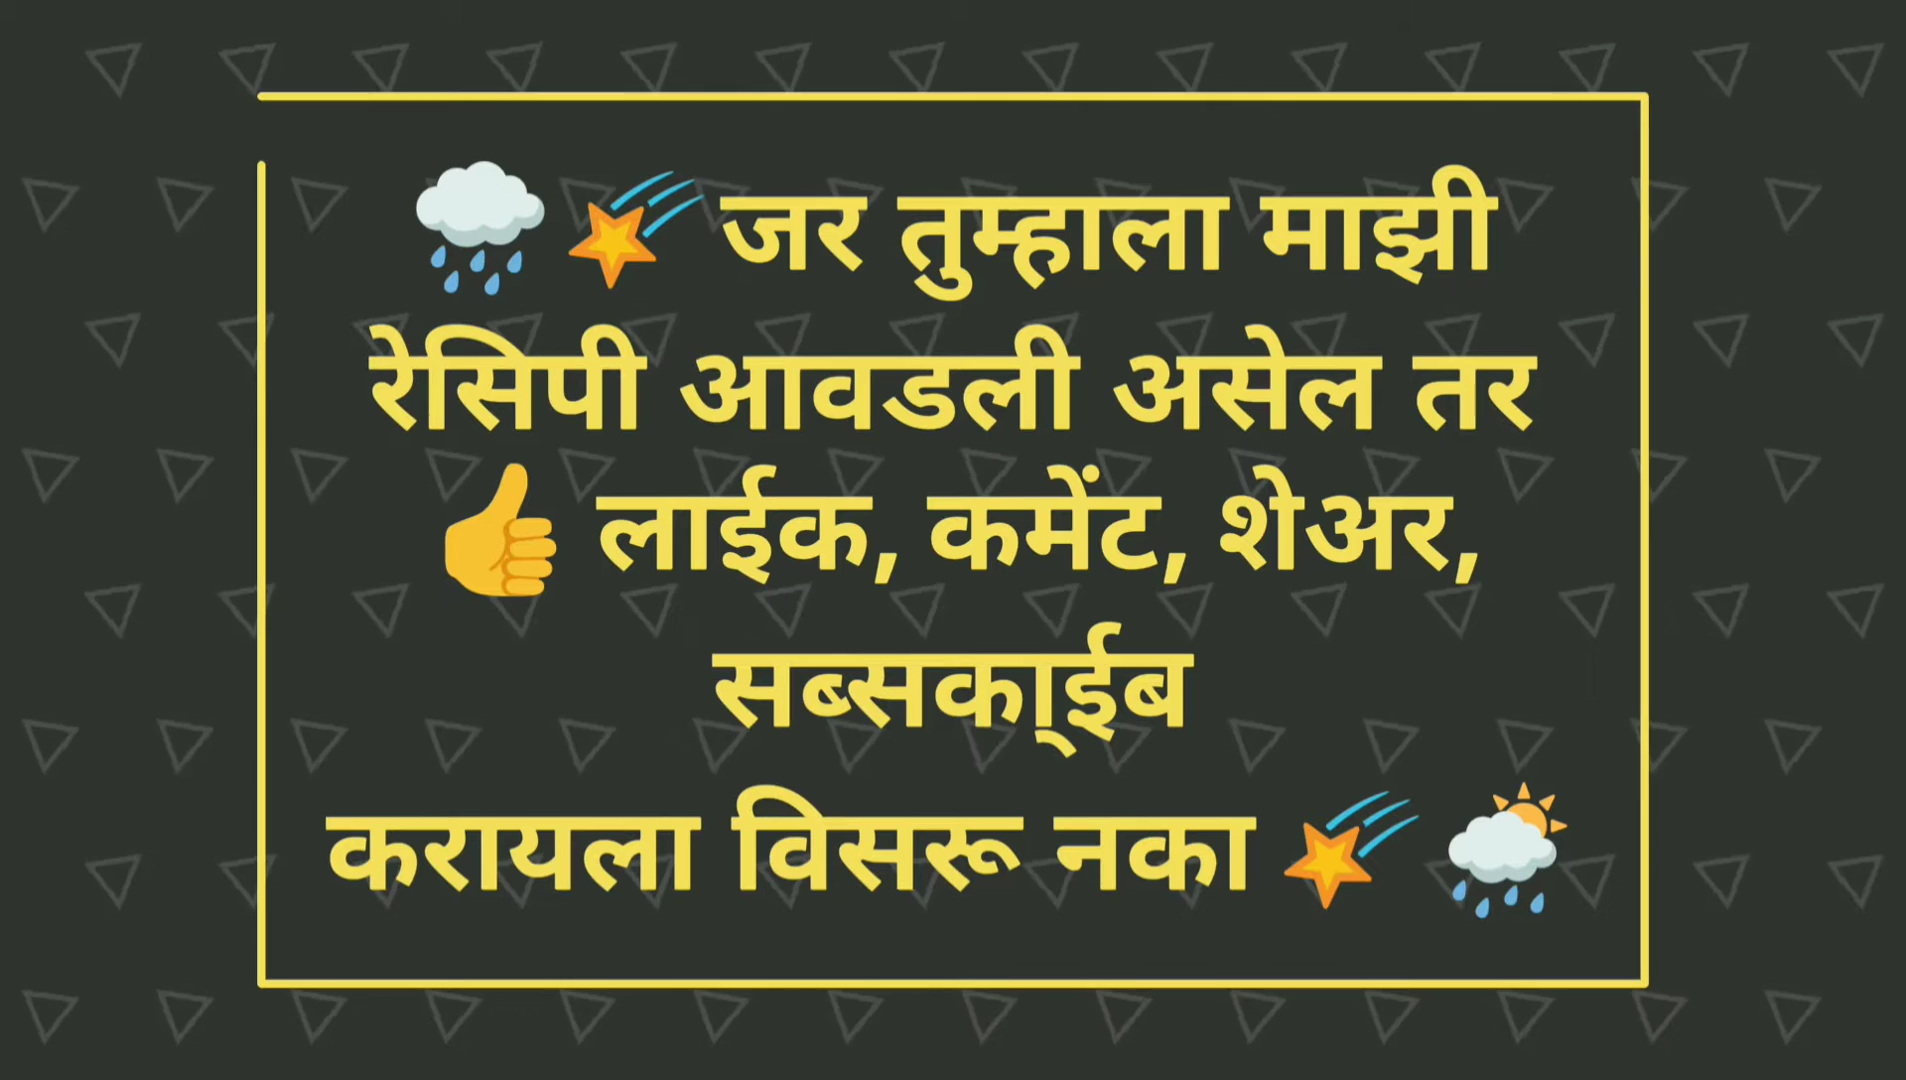 🌧️🌠 जर तुम्हाला माझी
रेसिपी आवडली असेल तर
👍 लाईक, कमेंट, शेअर,
सब्सका्ईब
करायला विसरू नका 🌠 🌦️